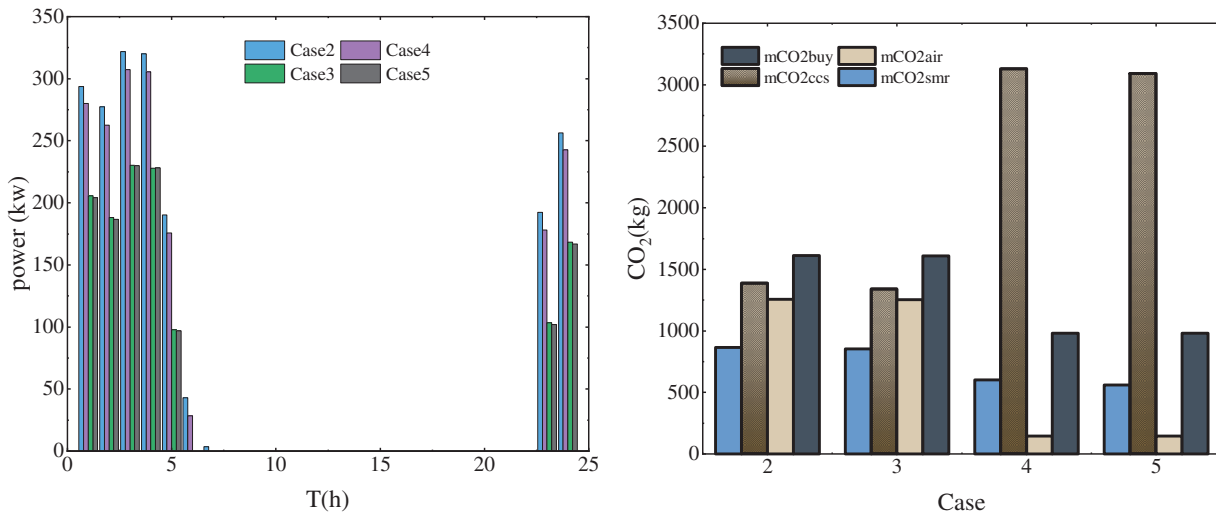 350
300
250
200
150
100
50
0
power (kw)
Case2
Case4
Case3
Case5
0 5 10 15 20 25
T(h)
3500
3000
2500
2000
1500
1000
500
0
CO₂(kg)
mCO2buy
mCO2air
mCO2ccs
mCO2smr
2 3 4 5
Case